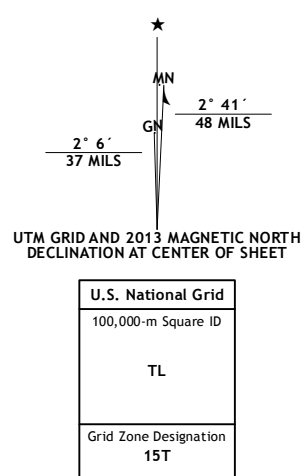 ★
MN
GN
2° 41´
48 MILS
2° 6´
37 MILS
UTM GRID AND 2013 MAGNETIC NORTH
DECLINATION AT CENTER OF SHEET
U.S. National Grid
100,000-m Square ID
TL
Grid Zone Designation
15T